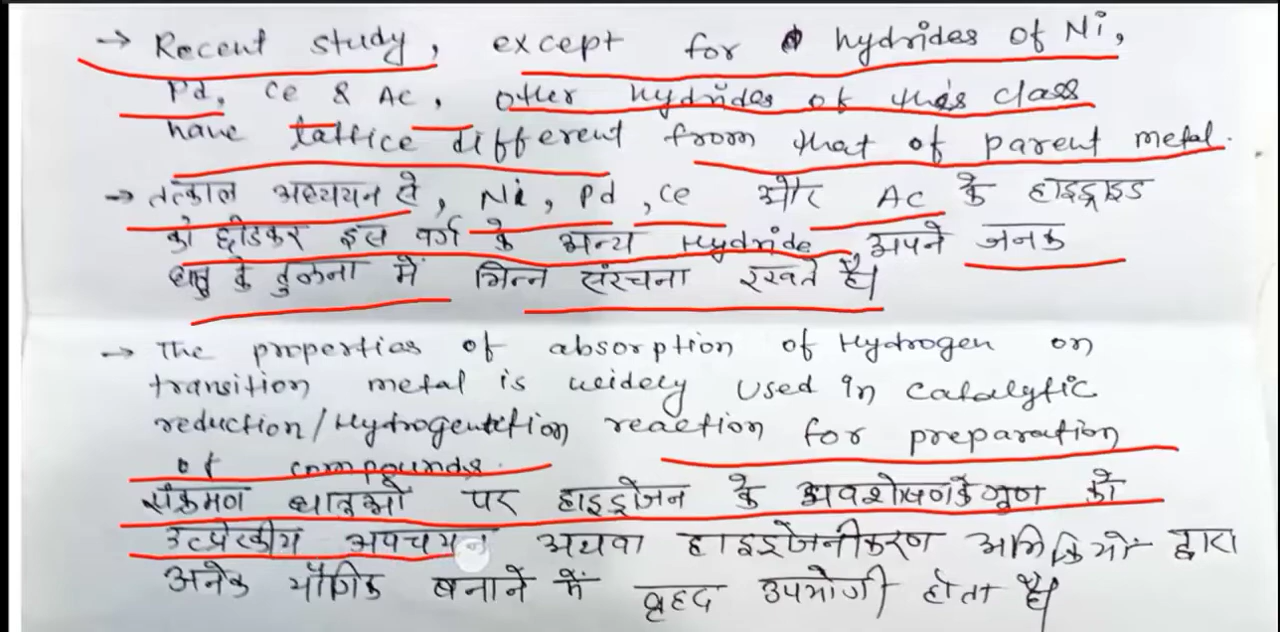 → Recent study, except for hydrides of Ni,
Pd, Ce & Ac, other hydrides of this class
have lattice different from that of parent metal.
→ तत्काल अध्ययन से, Ni, Pd, Ce और Ac के हाइड्राइड
को छोडकर इस वर्ग के अन्य Hydride अपने जनक
धातु के तुलना में भिन्न संरचना रखते है।
→ The properties of absorption of Hydrogen on
transition metal is widely used in catalytic
reduction/Hydrogentition reaction for preparation
of compounds.
संक्रमण धातुओ पर हाइड्रोजन के अवशोषण के गुण को
उत्प्रेरकीय अपचयन अथवा हाइड्रोजनीकरण द्वारा
अनेक यौगिक बनाने में वृहद उपयोगी होता है।